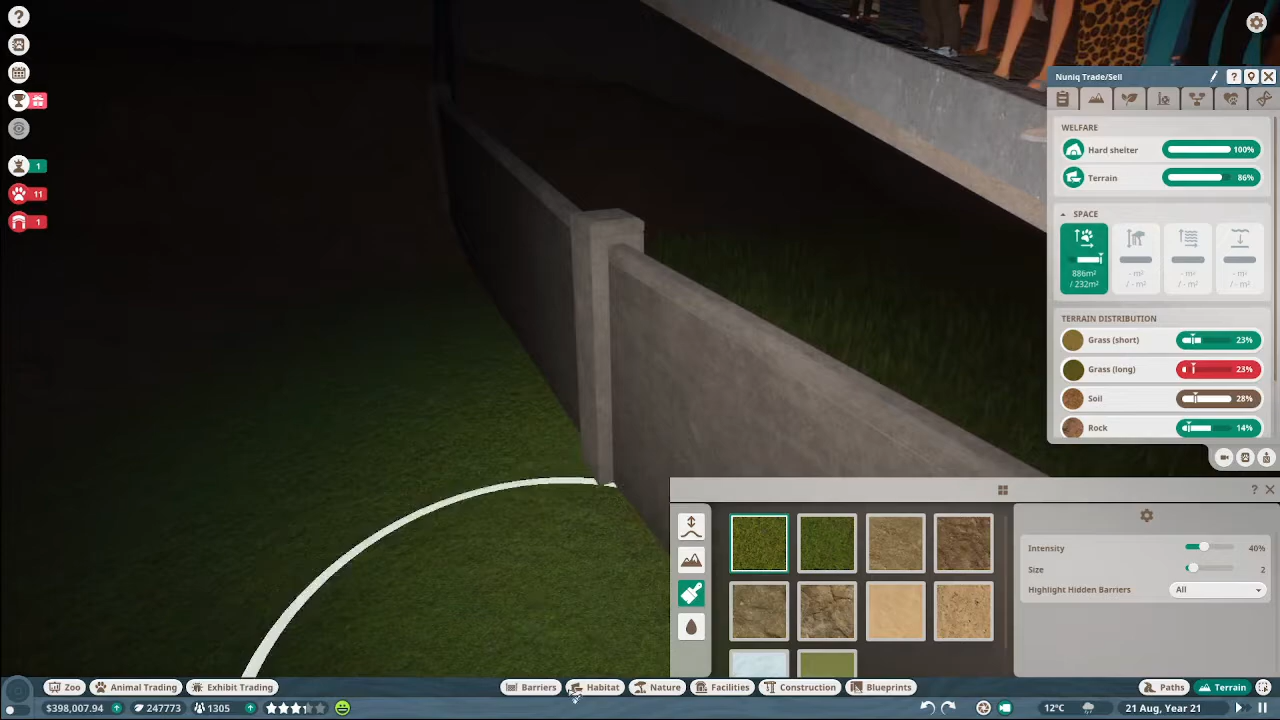 Nuniq Trade/Sell
WELFARE
Hard shelter 100%
Terrain 86%
SPACE
886m² / 232m²
- m² / - m²
- m² / - m²
- m² / - m²
TERRAIN DISTRIBUTION
Grass (short) 23%
Grass (long) 23%
Soil 28%
Rock 14%
1
11
1
Intensity 40%
Size 2
Highlight Hidden Barriers All
Zoo Animal Trading Exhibit Trading Barriers Habitat Nature Facilities Construction Blueprints Paths Terrain
$398,007.94 247773 1305 12°C 21 Aug, Year 21